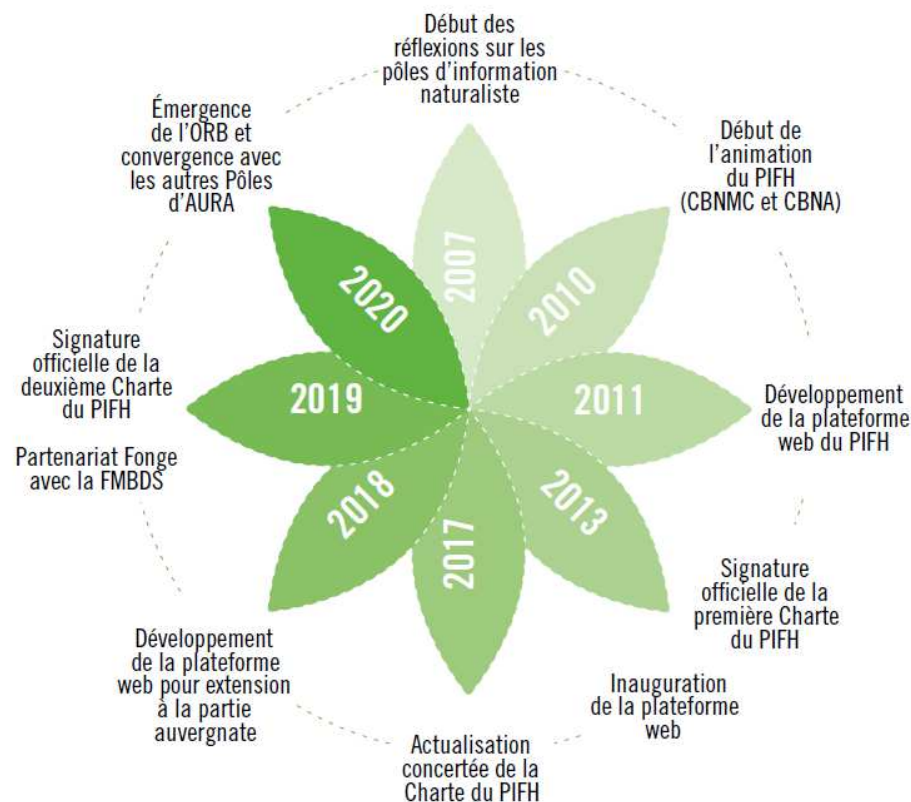 Début des
réflexions sur les
pôles d'information
naturaliste
2007
Début de
l'animation
du PIFH
(CBNMC et CBNA)
2010
Développement
de la plateforme
web du PIFH
2011
Signature
officielle de la
première Charte
du PIFH
2013
Inauguration
de la plateforme
web
Actualisation
concertée de la
Charte du PIFH
2017
Développement
de la plateforme
web pour extension
à la partie
auvergnate
2018
Partenariat Fonge
avec la FMBDS
Signature
officielle de la
deuxième Charte
du PIFH
2019
Émergence
de l'ORB et
convergence avec
les autres Pôles
d'AURA
2020